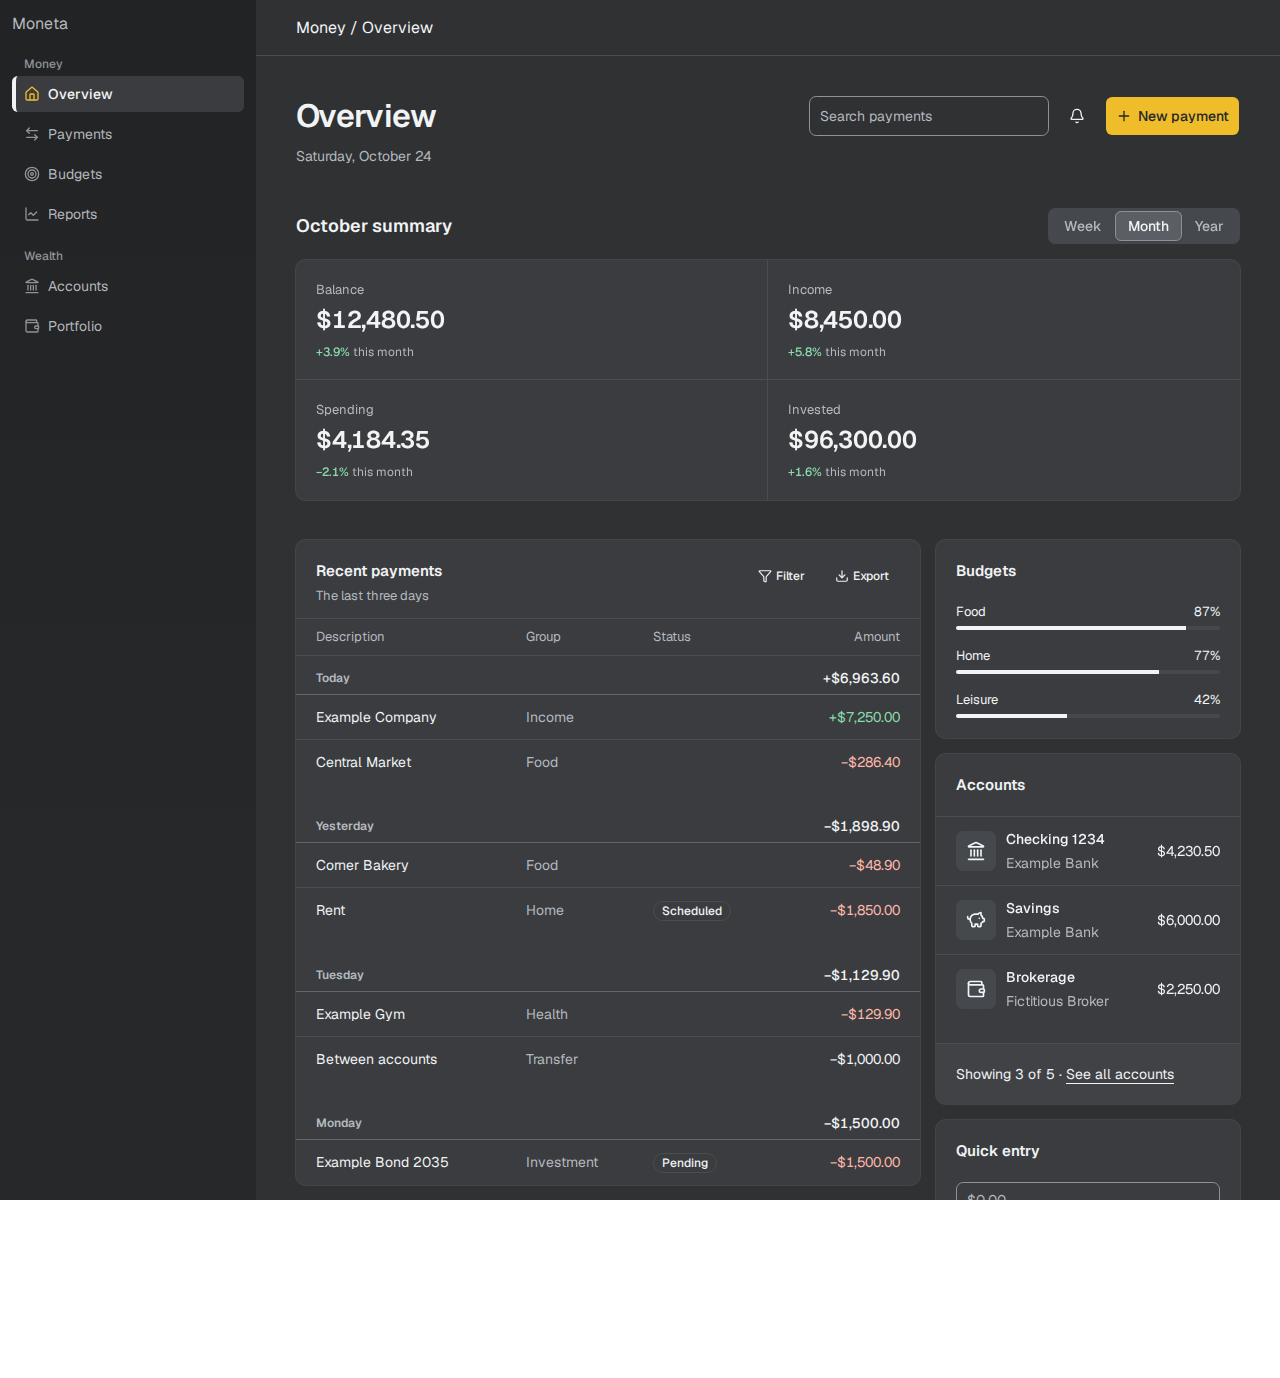 Moneta
Money
Overview
Payments
Budgets
Reports
Wealth
Accounts
Portfolio
Money / Overview
Overview
Saturday, October 24
Search payments
New payment
October summary
Week Month Year
Balance
$12,480.50
+3.9% this month
Income
$8,450.00
+5.8% this month
Spending
$4,184.35
−2.1% this month
Invested
$96,300.00
+1.6% this month
Recent payments
The last three days
Filter Export
Description Group Status Amount
Today +$6,963.60
Example Company Income +$7,250.00
Central Market Food −$286.40
Yesterday −$1,898.90
Corner Bakery Food −$48.90
Rent Home Scheduled −$1,850.00
Tuesday −$1,129.90
Example Gym Health −$129.90
Between accounts Transfer −$1,000.00
Monday −$1,500.00
Example Bond 2035 Investment Pending −$1,500.00
Budgets
Food 87%
Home 77%
Leisure 42%
Accounts
Checking 1234
Example Bank
$4,230.50
Savings
Example Bank
$6,000.00
Brokerage
Fictitious Broker
$2,250.00
Showing 3 of 5 · See all accounts
Quick entry
$0.00